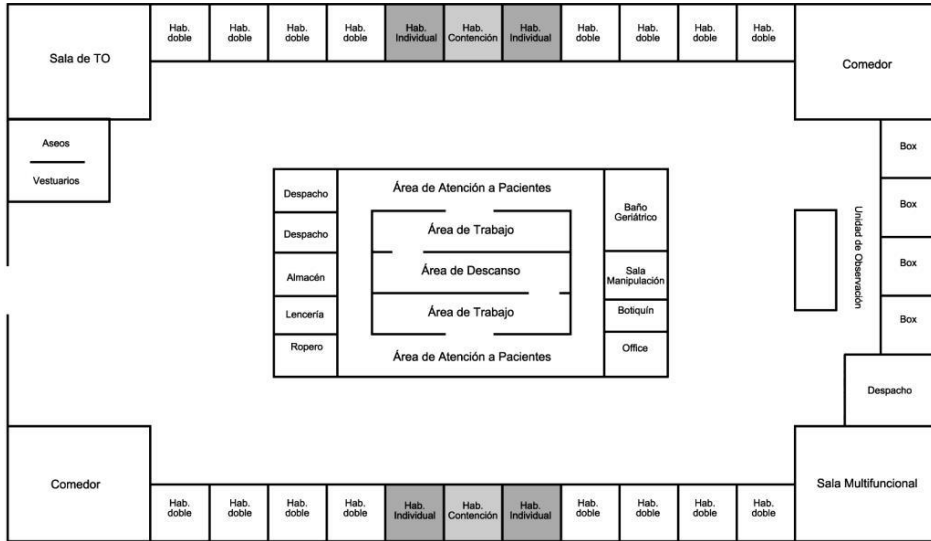 Sala de TO
Hab.
doble
Hab.
doble
Hab.
doble
Hab.
doble
Hab.
Individual
Hab.
Contención
Hab.
Individual
Hab.
doble
Hab.
doble
Hab.
doble
Hab.
doble
Comedor
Aseos
Vestuarios
Despacho
Despacho
Almacén
Lencería
Ropero
Área de Atención a Pacientes
Área de Trabajo
Área de Descanso
Área de Trabajo
Área de Atención a Pacientes
Baño
Geriátrico
Sala
Manipulación
Botiquín
Office
Unidad de Observación
Box
Box
Box
Box
Despacho
Comedor
Hab.
doble
Hab.
doble
Hab.
doble
Hab.
doble
Hab.
Individual
Hab.
Contención
Hab.
Individual
Hab.
doble
Hab.
doble
Hab.
doble
Hab.
doble
Sala Multifuncional